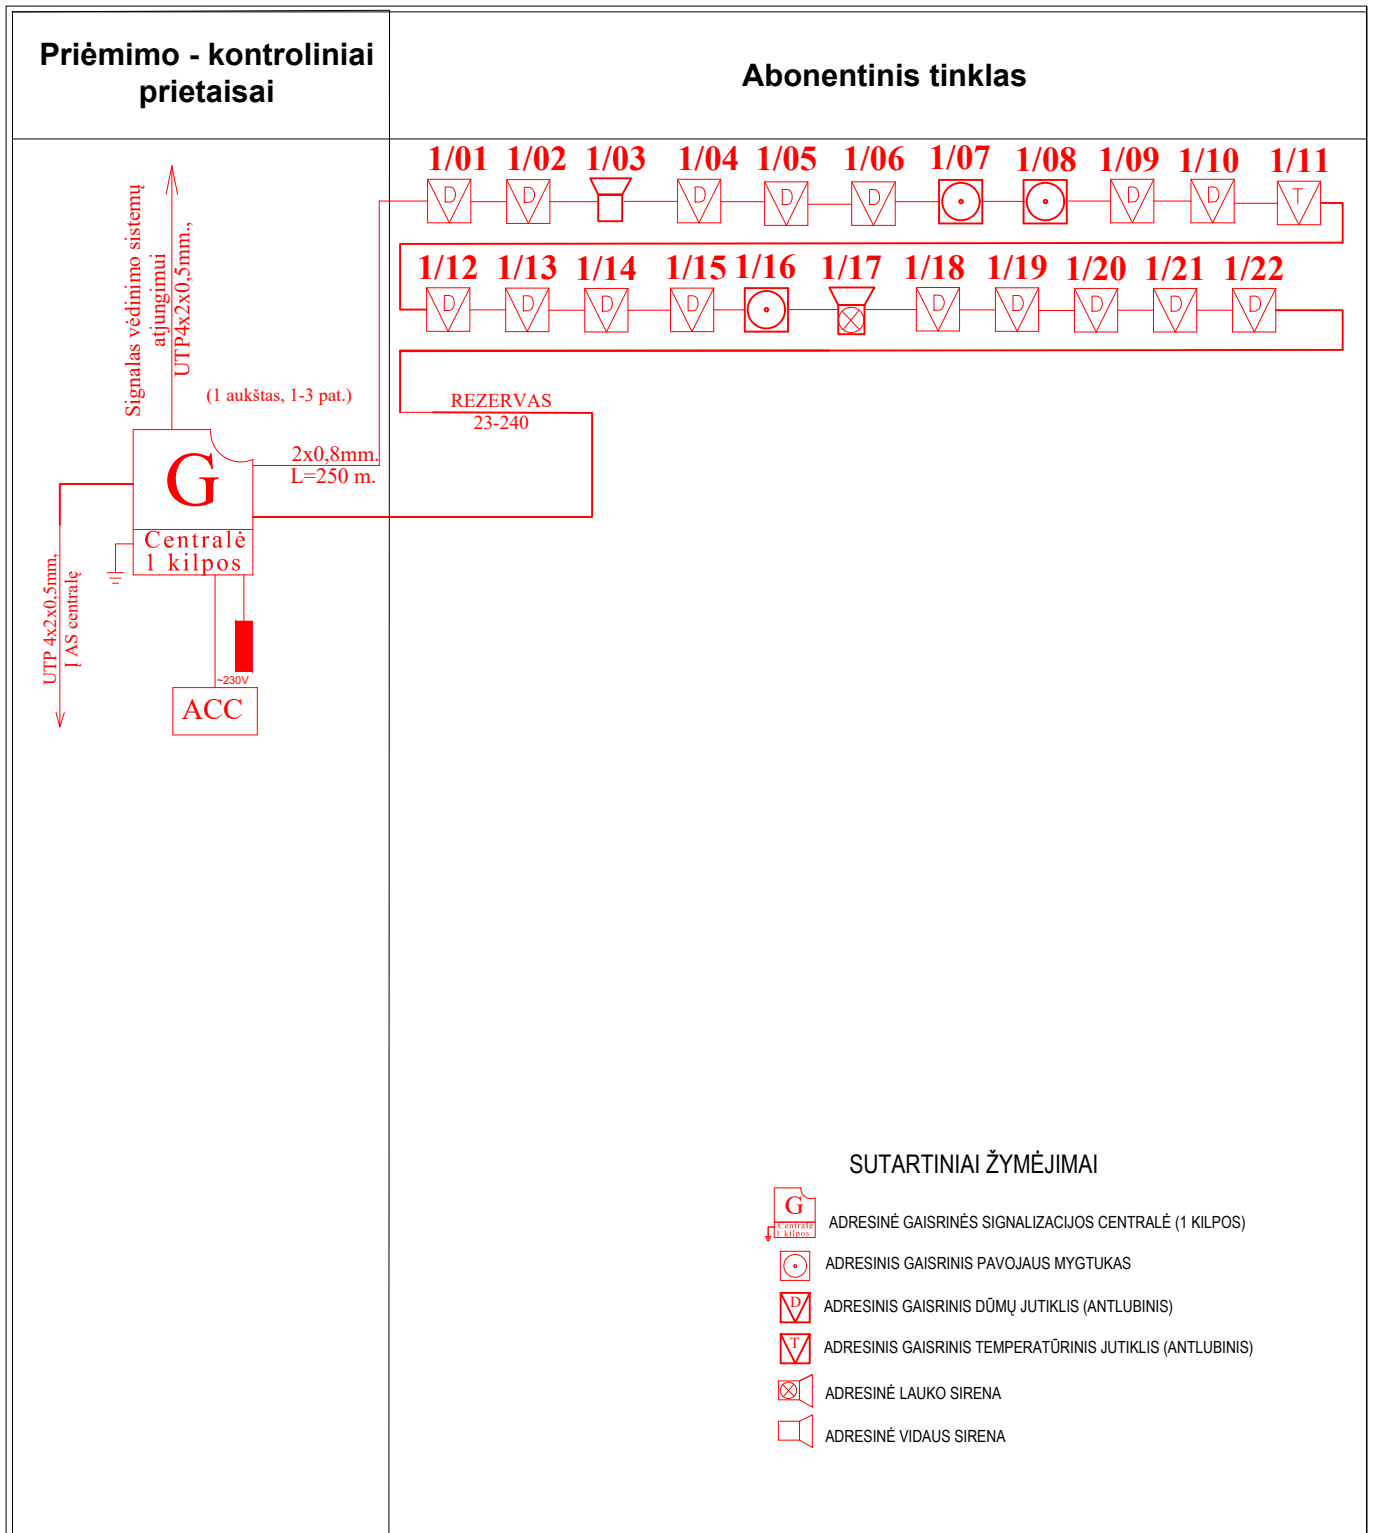 Priėmimo - kontroliniai
prietaisai
Abonentinis tinklas
1/01 1/02 1/03 1/04 1/05 1/06 1/07 1/08 1/09 1/10 1/11
D D D D D D D T
1/12 1/13 1/14 1/15 1/16 1/17 1/18 1/19 1/20 1/21 1/22
D D D D D D D D D
Signalas vėdinimo sistemų
atjungimui
UTP4x2x0,5mm.,
(1 aukštas, 1-3 pat.)
REZERVAS
23-240
2x0,8mm.
L=250 m.
G
Centralė
1 kilpos
UTP 4x2x0,5mm,
Į AS centralę
~230V
ACC
SUTARTINIAI ŽYMĖJIMAI
G
Centralė
1 kilpos
ADRESINĖ GAISRINĖS SIGNALIZACIJOS CENTRALĖ (1 KILPOS)
ADRESINIS GAISRINIS PAVOJAUS MYGTUKAS
D ADRESINIS GAISRINIS DŪMŲ JUTIKLIS (ANTLUBINIS)
T ADRESINIS GAISRINIS TEMPERATŪRINIS JUTIKLIS (ANTLUBINIS)
ADRESINĖ LAUKO SIRENA
ADRESINĖ VIDAUS SIRENA